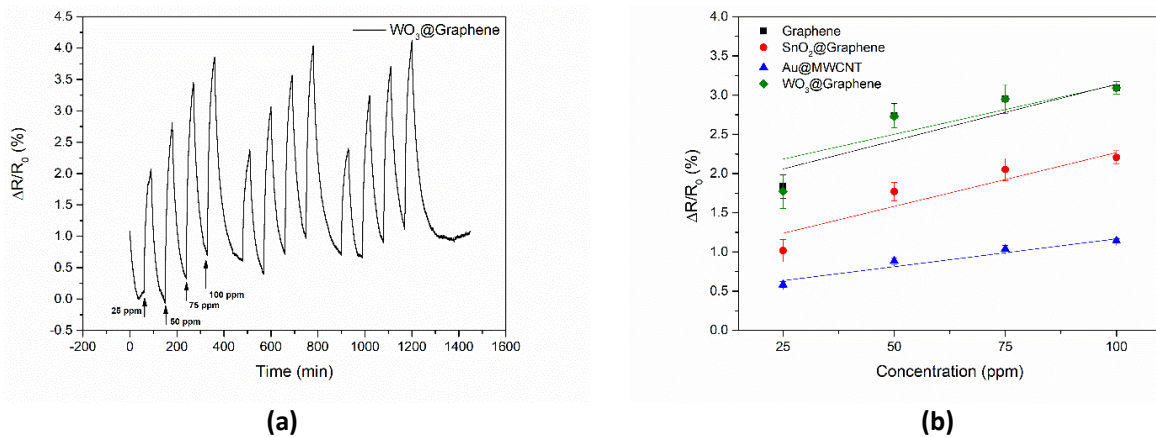 WO₃@Graphene
4.5
4.0
3.5
3.0
2.5
2.0
1.5
1.0
0.5
0.0
-0.5
ΔR/R₀ (%)
25 ppm
50 ppm
75 ppm
100 ppm
-200 0 200 400 600 800 1000 1200 1400 1600
Time (min)
(a)
Graphene
SnO₂@Graphene
Au@MWCNT
WO₃@Graphene
4.0
3.5
3.0
2.5
2.0
1.5
1.0
0.5
0.0
ΔR/R₀ (%)
25 50 75 100
Concentration (ppm)
(b)